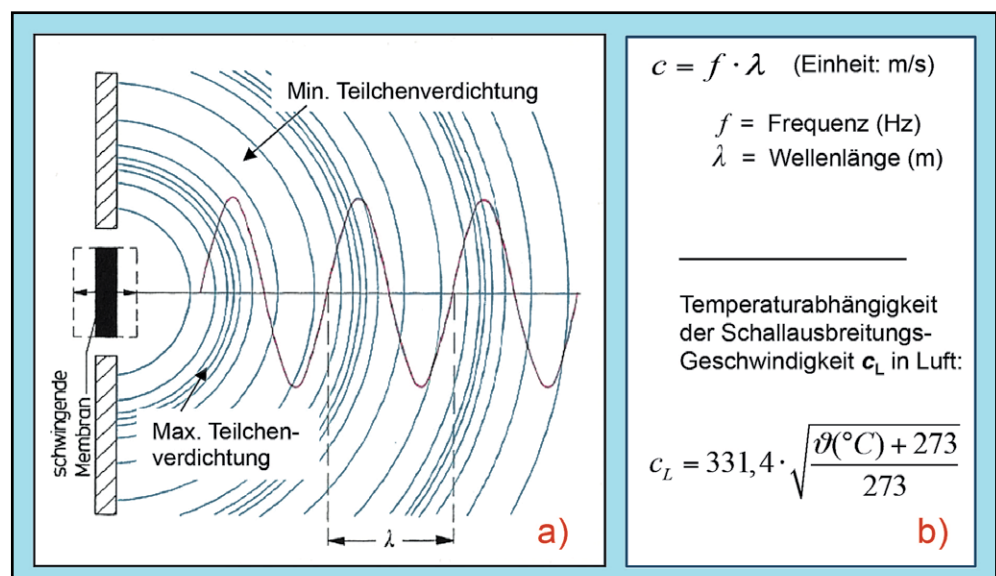 Min. Teilchenverdichtung
schwingende
Membran
Max. Teilchen-
verdichtung
λ
a)
c = f · λ (Einheit: m/s)
f = Frequenz (Hz)
λ = Wellenlänge (m)
Temperaturabhängigkeit
der Schallausbreitungs-
Geschwindigkeit c_L in Luft:
c_L = 331,4 · √((ϑ(°C) + 273) / 273)
b)